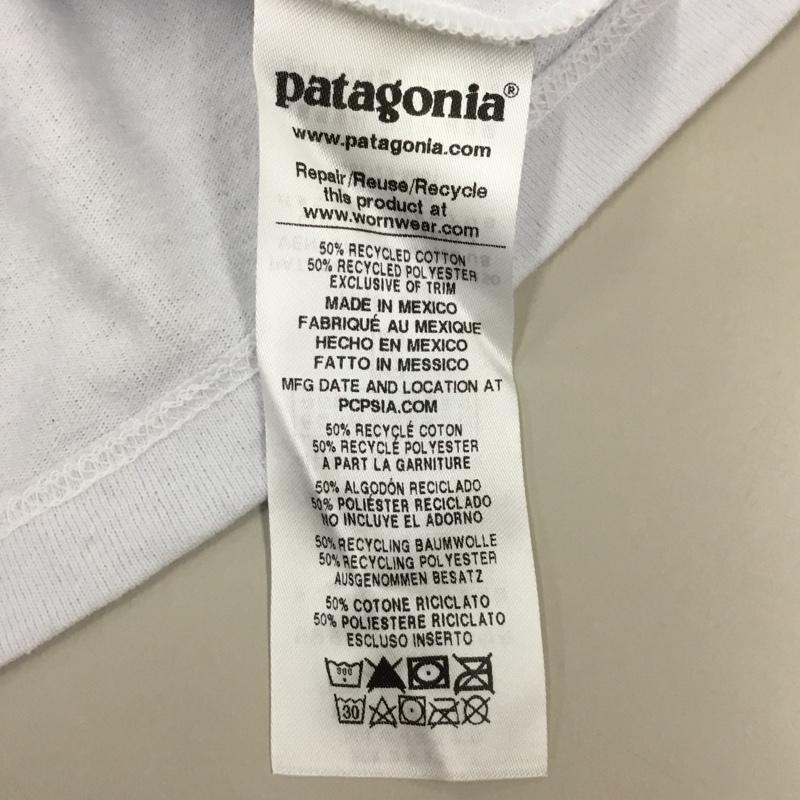 patagonia®
www.patagonia.com
Repair/Reuse/Recycle
this product at
www.wornwear.com
50% RECYCLED COTTON
50% RECYCLED POLYESTER
EXCLUSIVE OF TRIM
MADE IN MEXICO
FABRIQUÉ AU MEXIQUE
HECHO EN MEXICO
FATTO IN MESSICO
MFG DATE AND LOCATION AT
PCPSIA.COM
50% RECYCLÉ COTON
50% RECYCLÉ POLYESTER
A PART LA GARNITURE
50% ALGODÓN RECICLADO
50% POLIÉSTER RECICLADO
NO INCLUYE EL ADORNO
50% RECYCLING BAUMWOLLE
50% RECYCLING POLYESTER
AUSGENOMMEN BESATZ
50% COTONE RICICLATO
50% POLIESTERE RICICLATO
ESCLUSO INSERTO
30